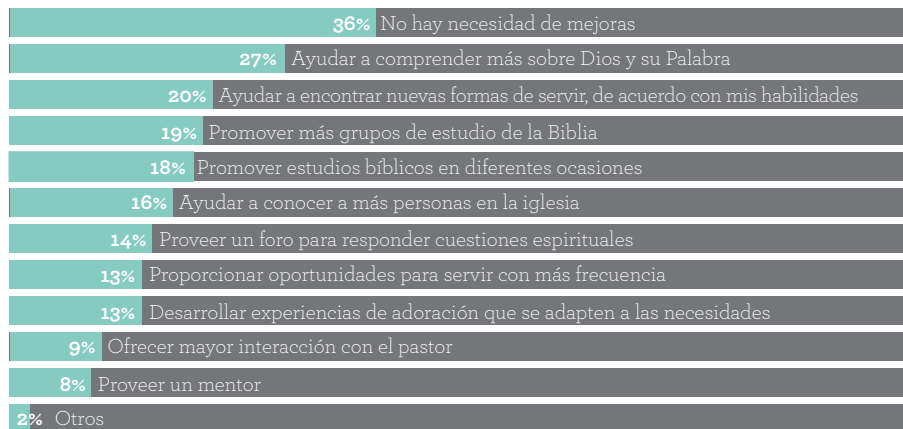 36% No hay necesidad de mejoras
27% Ayudar a comprender más sobre Dios y su Palabra
20% Ayudar a encontrar nuevas formas de servir, de acuerdo con mis habilidades
19% Promover más grupos de estudio de la Biblia
18% Promover estudios bíblicos en diferentes ocasiones
16% Ayudar a conocer a más personas en la iglesia
14% Proveer un foro para responder cuestiones espirituales
13% Proporcionar oportunidades para servir con más frecuencia
13% Desarrollar experiencias de adoración que se adapten a las necesidades
9% Ofrecer mayor interacción con el pastor
8% Proveer un mentor
2% Otros